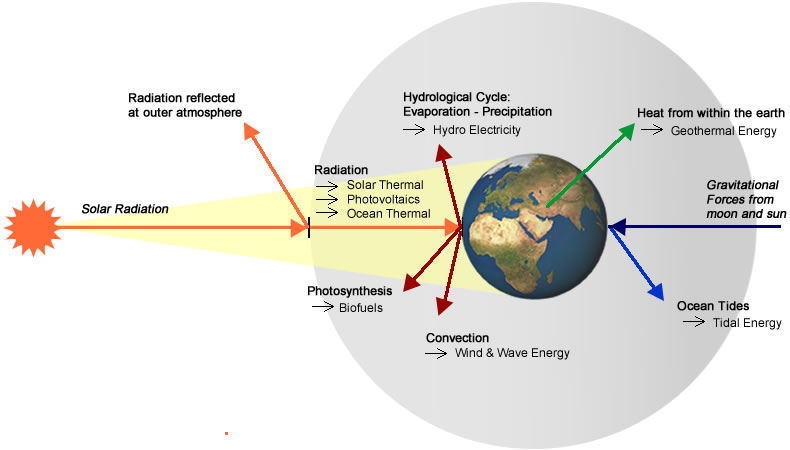 Radiation reflected
at outer atmosphere
Hydrological Cycle:
Evaporation - Precipitation
Hydro Electricity
Heat from within the earth
Geothermal Energy
Radiation
Solar Thermal
Photovoltaics
Ocean Thermal
Solar Radiation
Gravitational
Forces from
moon and sun
Photosynthesis
Biofuels
Convection
Wind & Wave Energy
Ocean Tides
Tidal Energy